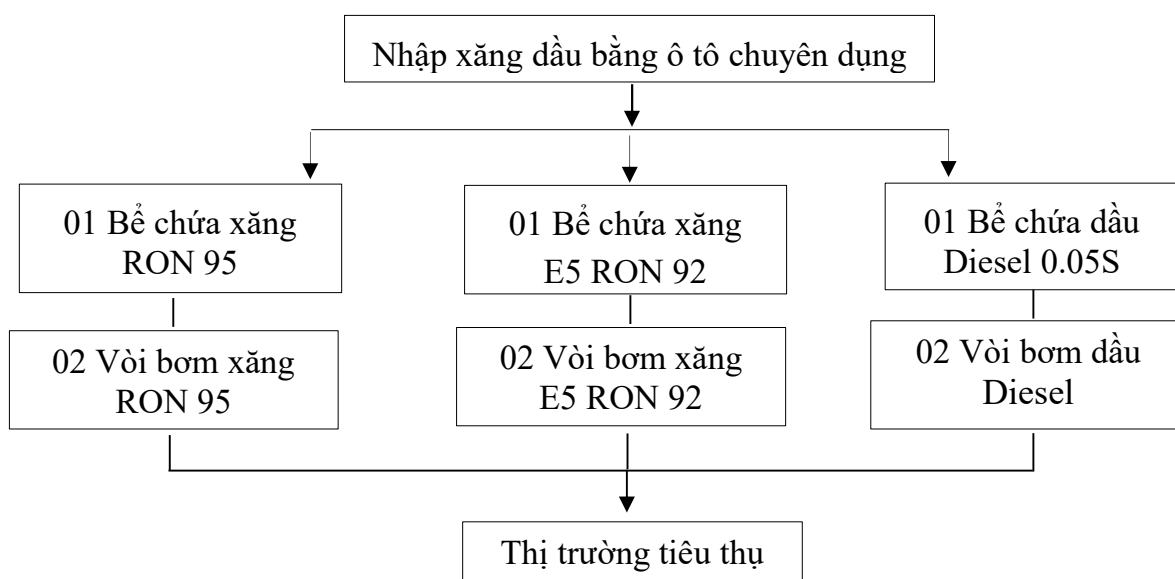 Nhập xăng dầu bằng ô tô chuyên dụng
01 Bể chứa xăng
RON 95
01 Bể chứa xăng
E5 RON 92
01 Bể chứa dầu
Diesel 0.05S
02 Vòi bơm xăng
RON 95
02 Vòi bơm xăng
E5 RON 92
02 Vòi bơm dầu
Diesel
Thị trường tiêu thụ